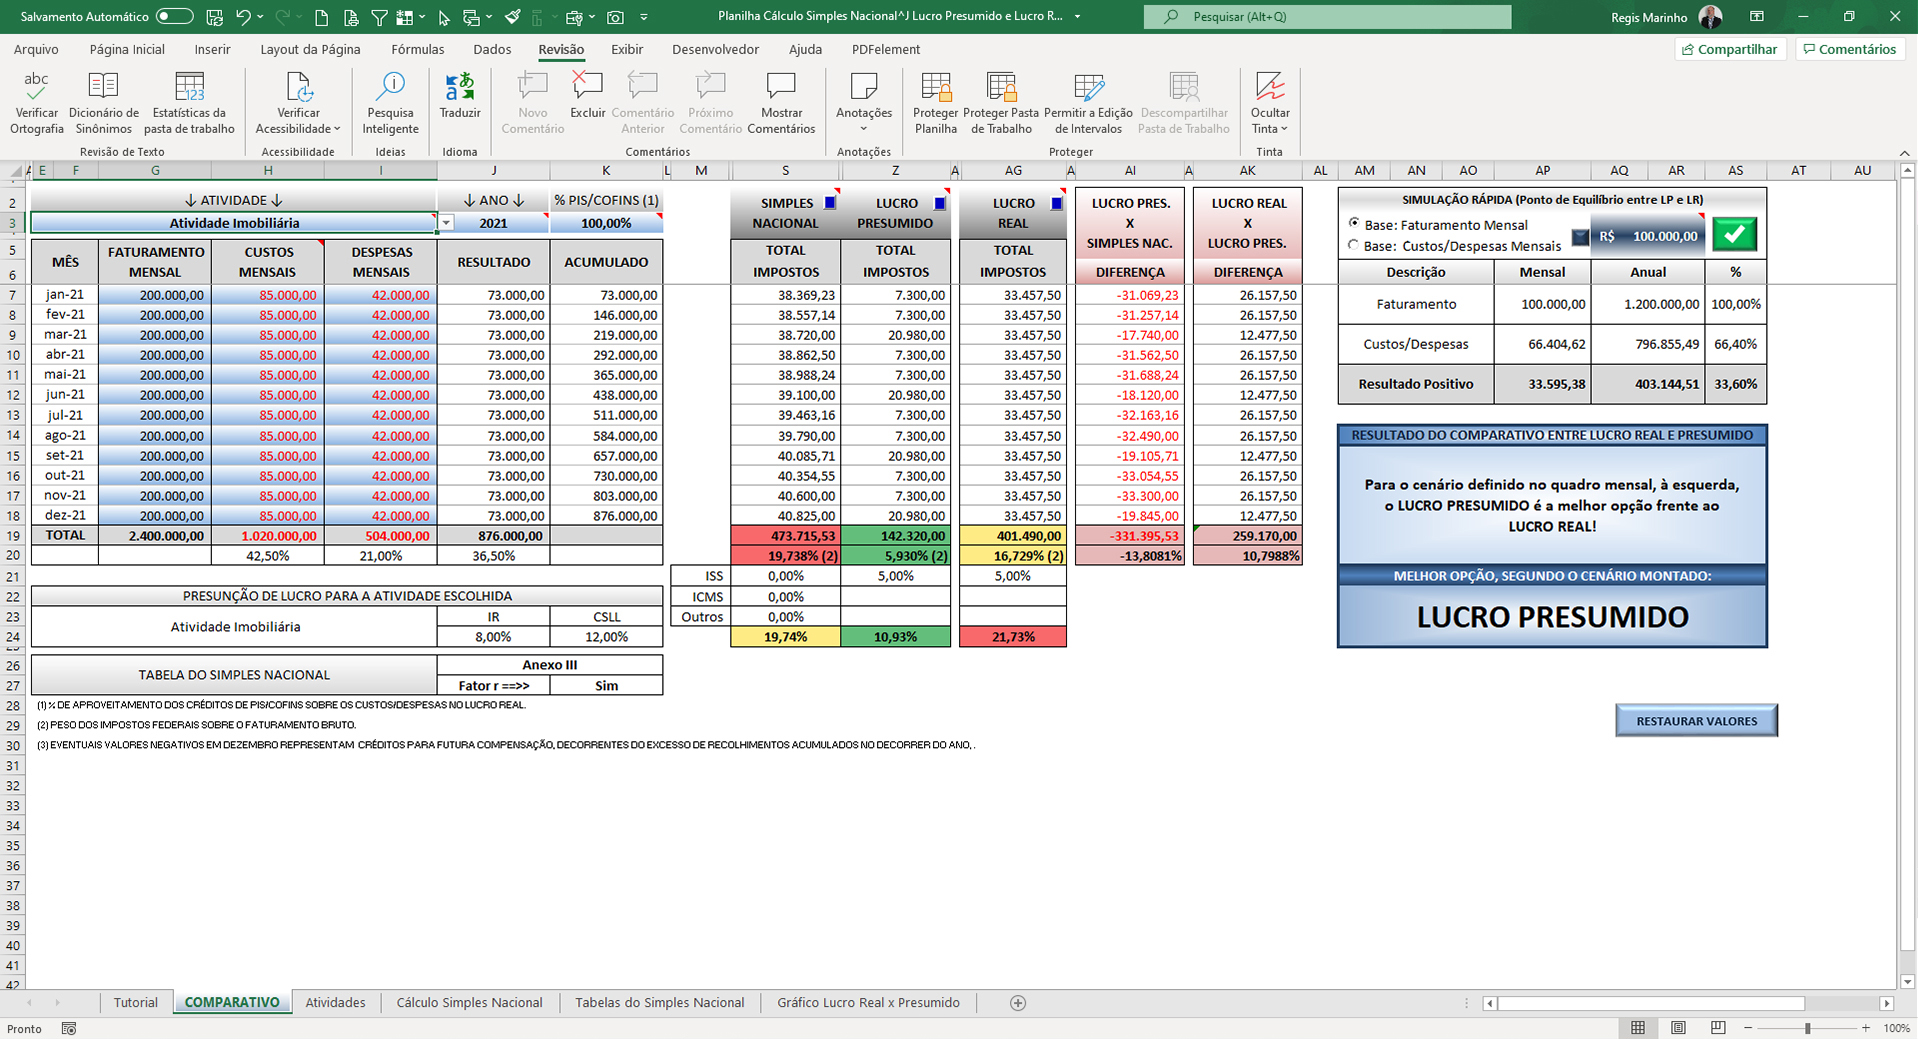 Salvamento Automático
Planilha Cálculo Simples Nacional^J Lucro Presumido e Lucro R...
Pesquisar (Alt+Q)
Regis Marinho
Arquivo Página Inicial Inserir Layout da Página Fórmulas Dados Revisão Exibir Desenvolvedor Ajuda PDFelement
Compartilhar Comentários
Verificar Ortografia
Dicionário de Sinônimos
Estatísticas da pasta de trabalho
Verificar Acessibilidade
Pesquisa Inteligente
Traduzir
Novo Comentário
Excluir
Comentário Anterior
Próximo Comentário
Mostrar Comentários
Anotações
Proteger Planilha
Proteger Pasta de Trabalho
Permitir a Edição de Intervalos
Descompartilhar Pasta de Trabalho
Ocultar Tinta
Revisão de Texto Acessibilidade Ideias Idioma Comentários Anotações Proteger Tinta
E F G H I J K L M S A Z A AG A AI A AK AL AM AN AO AP AQ AR AS AT AU
2 ↓ ATIVIDADE ↓ ↓ ANO ↓ % PIS/COFINS (1)
3 Atividade Imobiliária 2021 100,00%
SIMPLES NACIONAL
LUCRO PRESUMIDO
LUCRO REAL
LUCRO PRES. X SIMPLES NAC.
LUCRO REAL X LUCRO PRES.
5 6 MÊS FATURAMENTO MENSAL CUSTOS MENSAIS DESPESAS MENSAIS RESULTADO ACUMULADO TOTAL IMPOSTOS TOTAL IMPOSTOS TOTAL IMPOSTOS DIFERENÇA DIFERENÇA
7 jan-21 200.000,00 85.000,00 42.000,00 73.000,00 73.000,00 38.369,23 7.300,00 33.457,50 -31.069,23 26.157,50
8 fev-21 200.000,00 85.000,00 42.000,00 73.000,00 146.000,00 38.557,14 7.300,00 33.457,50 -31.257,14 26.157,50
9 mar-21 200.000,00 85.000,00 42.000,00 73.000,00 219.000,00 38.720,00 20.980,00 33.457,50 -17.740,00 12.477,50
10 abr-21 200.000,00 85.000,00 42.000,00 73.000,00 292.000,00 38.862,50 7.300,00 33.457,50 -31.562,50 26.157,50
11 mai-21 200.000,00 85.000,00 42.000,00 73.000,00 365.000,00 38.988,24 7.300,00 33.457,50 -31.688,24 26.157,50
12 jun-21 200.000,00 85.000,00 42.000,00 73.000,00 438.000,00 39.100,00 20.980,00 33.457,50 -18.120,00 12.477,50
13 jul-21 200.000,00 85.000,00 42.000,00 73.000,00 511.000,00 39.463,16 7.300,00 33.457,50 -32.163,16 26.157,50
14 ago-21 200.000,00 85.000,00 42.000,00 73.000,00 584.000,00 39.790,00 7.300,00 33.457,50 -32.490,00 26.157,50
15 set-21 200.000,00 85.000,00 42.000,00 73.000,00 657.000,00 40.085,71 20.980,00 33.457,50 -19.105,71 12.477,50
16 out-21 200.000,00 85.000,00 42.000,00 73.000,00 730.000,00 40.354,55 7.300,00 33.457,50 -33.054,55 26.157,50
17 nov-21 200.000,00 85.000,00 42.000,00 73.000,00 803.000,00 40.600,00 7.300,00 33.457,50 -33.300,00 26.157,50
18 dez-21 200.000,00 85.000,00 42.000,00 73.000,00 876.000,00 40.825,00 20.980,00 33.457,50 -19.845,00 12.477,50
19 TOTAL 2.400.000,00 1.020.000,00 504.000,00 876.000,00 473.715,53 142.320,00 401.490,00 -331.395,53 259.170,00
20 42,50% 21,00% 36,50% 19,738% (2) 5,930% (2) 16,729% (2) -13,8081% 10,7988%
21 ISS 0,00% 5,00% 5,00%
22 PRESUNÇÃO DE LUCRO PARA A ATIVIDADE ESCOLHIDA ICMS 0,00%
23 Atividade Imobiliária IR CSLL Outros 0,00%
24 8,00% 12,00% 19,74% 10,93% 21,73%
26 TABELA DO SIMPLES NACIONAL Anexo III
27 Fator r ==>> Sim
28 (1) % DE APROVEITAMENTO DOS CRÉDITOS DE PIS/COFINS SOBRE OS CUSTOS/DESPESAS NO LUCRO REAL.
29 (2) PESO DOS IMPOSTOS FEDERAIS SOBRE O FATURAMENTO BRUTO.
30 (3) EVENTUAIS VALORES NEGATIVOS EM DEZEMBRO REPRESENTAM CRÉDITOS PARA FUTURA COMPENSAÇÃO, DECORRENTES DO EXCESSO DE RECOLHIMENTOS ACUMULADOS NO DECORRER DO ANO, .
31
32
33
34
35
36
37
38
39
40
41
42
SIMULAÇÃO RÁPIDA (Ponto de Equilíbrio entre LP e LR)
Base: Faturamento Mensal
Base: Custos/Despesas Mensais
R$ 100.000,00
Descrição Mensal Anual %
Faturamento 100.000,00 1.200.000,00 100,00%
Custos/Despesas 66.404,62 796.855,49 66,40%
Resultado Positivo 33.595,38 403.144,51 33,60%
RESULTADO DO COMPARATIVO ENTRE LUCRO REAL E PRESUMIDO
Para o cenário definido no quadro mensal, à esquerda,
o LUCRO PRESUMIDO é a melhor opção frente ao
LUCRO REAL!
MELHOR OPÇÃO, SEGUNDO O CENÁRIO MONTADO:
LUCRO PRESUMIDO
RESTAURAR VALORES
Tutorial COMPARATIVO Atividades Cálculo Simples Nacional Tabelas do Simples Nacional Gráfico Lucro Real x Presumido
Pronto
100%